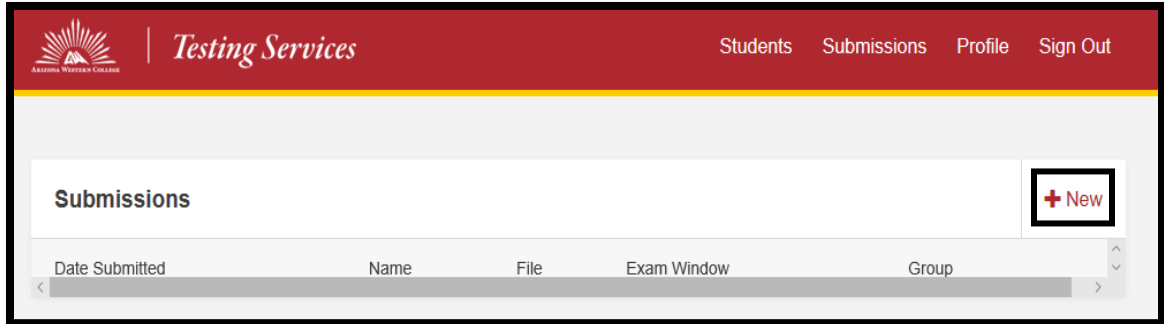 ARIZONA WESTERN COLLEGE
Testing Services
Students Submissions Profile Sign Out
Submissions
+ New
Date Submitted Name File Exam Window Group